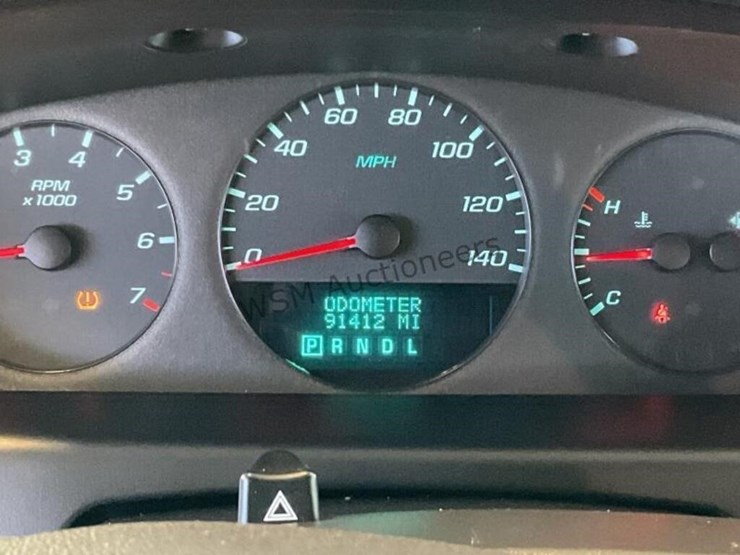 3
4
5
6
7
RPM
x 1000
0
20
40
60
80
100
120
140
MPH
WSM Auctioneers
ODOMETER
91412 MI
P R N D L
H
C